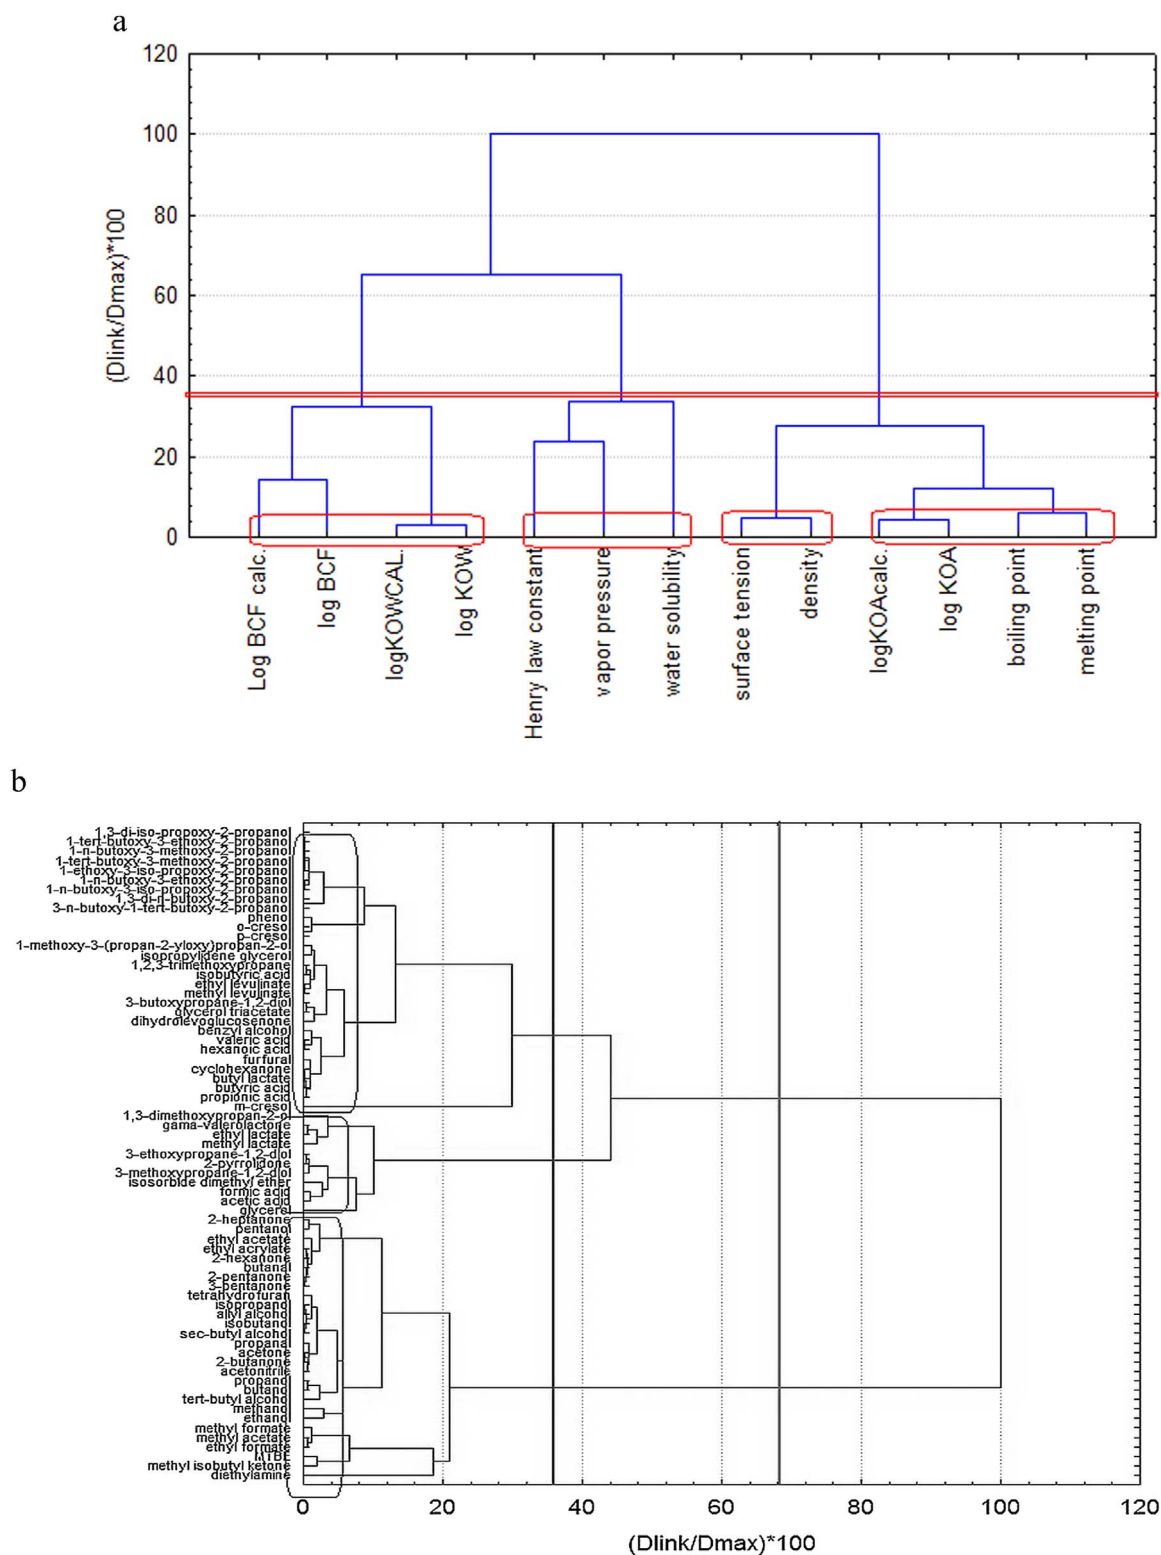 a
120
100
80
60
40
20
0
(Dlink/Dmax)*100
Log BCF calc.
log BCF
logKOWCAL.
log KOW
Henry law constant
vapor pressure
water solubility
surface tension
density
logKOAcalc.
log KOA
boiling point
melting point
b
1,3-di-iso-propoxy-2-propanol
1-tert-butoxy-3-ethoxy-2-propanol
1-n-butoxy-3-methoxy-2-propanol
1-tert-butoxy-3-methoxy-2-propanol
1-ethoxy-3-iso-propoxy-2-propanol
1-n-butoxy-3-ethoxy-2-propanol
1-n-butoxy-3-iso-propoxy-2-propanol
1,3-di-n-butoxy-2-propanol
3-n-butoxy-1-tert-butoxy-2-propanol
phenol
o-cresol
p-cresol
1-methoxy-3-(propan-2-yloxy)propan-2-ol
isopropylidene glycerol
1,2,3-trimethoxypropane
isobutyric acid
ethyl levulinate
methyl levulinate
3-butoxypropane-1,2-diol
glycerol triacetate
dihydrolevoglucosenone
benzyl alcohol
valeric acid
hexanoic acid
furfural
cyclohexanone
butyl lactate
butyric acid
propionic acid
m-cresol
1,3-dimethoxypropan-2-ol
gama-valerolactone
ethyl lactate
methyl lactate
3-ethoxypropane-1,2-diol
2-pyrrolidone
3-methoxypropane-1,2-diol
isosorbide dimethyl ether
formic acid
acetic acid
glycerol
2-heptanone
pentanol
ethyl acetate
ethyl acrylate
2-hexanone
butanal
2-pentanone
3-pentanone
tetrahydrofuran
isopropanol
allyl alcohol
isobutanol
sec-butyl alcohol
propanal
acetone
2-butanone
acetonitrile
propanol
butanol
tert-butyl alcohol
methanol
ethanol
methyl formate
methyl acetate
ethyl formate
MTBE
methyl isobutyl ketone
diethylamine
0 20 40 60 80 100 120
(Dlink/Dmax)*100